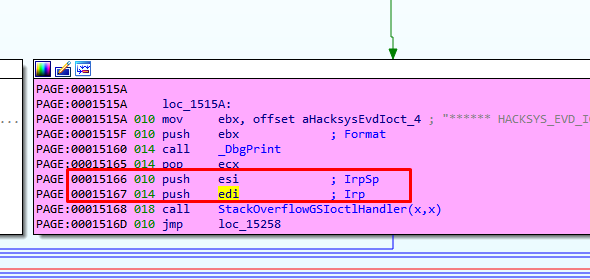 PAGE:0001515A
PAGE:0001515A loc_1515A:
PAGE:0001515A 010 mov ebx, offset aHacksysEvdIoct_4 ; "****** HACKSYS_EVD_IO
PAGE:0001515F 010 push ebx ; Format
PAGE:00015160 014 call _DbgPrint
PAGE:00015165 014 pop ecx
PAGE:00015166 010 push esi ; IrpSp
PAGE:00015167 014 push edi ; Irp
PAGE:00015168 018 call StackOverflowGSIoctlHandler(x,x)
PAGE:0001516D 010 jmp loc_15258